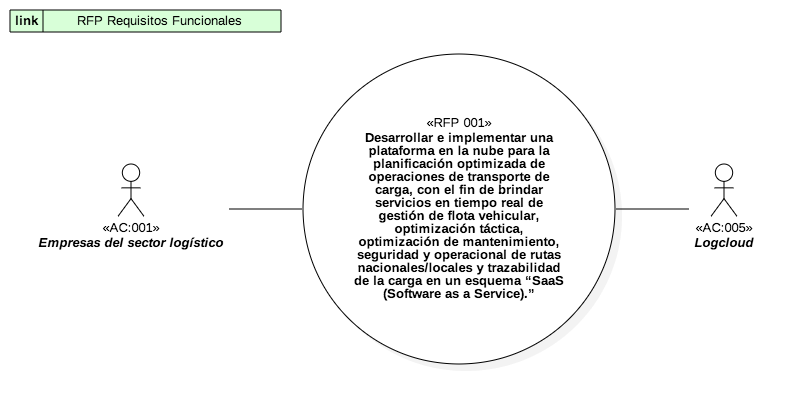 link RFP Requisitos Funcionales
«RFP 001»
Desarrollar e implementar una
plataforma en la nube para la
planificación optimizada de
operaciones de transporte de
carga, con el fin de brindar
servicios en tiempo real de
gestión de flota vehicular,
optimización táctica,
optimización de mantenimiento,
seguridad y operacional de rutas
nacionales/locales y trazabilidad
de la carga en un esquema “SaaS
(Software as a Service).”
«AC:001»
Empresas del sector logístico
«AC:005»
Logcloud